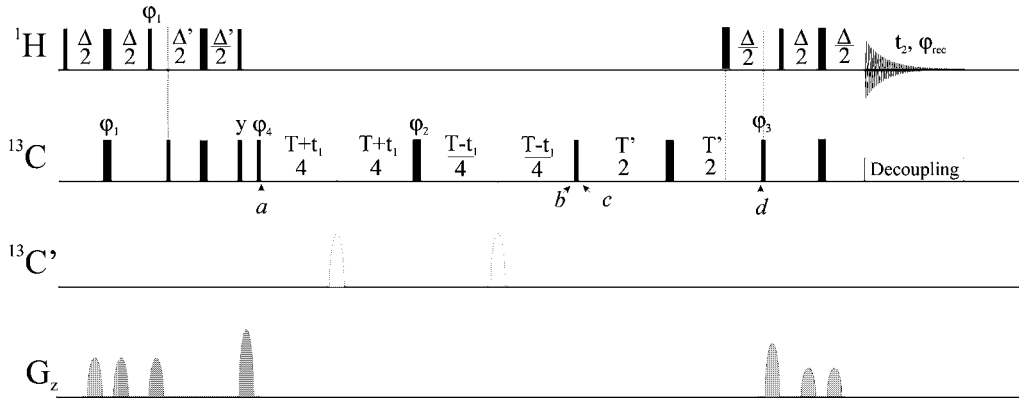 φ₁
¹H Δ/2 Δ/2 Δ'/2 Δ'/2 Δ/2 Δ/2 Δ/2 t₂, φrec
φ₁ y φ₄ φ₂ φ₃
¹³C T+t₁/4 T+t₁/4 T-t₁/4 T-t₁/4 T'/2 T'/2 Decoupling
a b c d
¹³C'
Gz